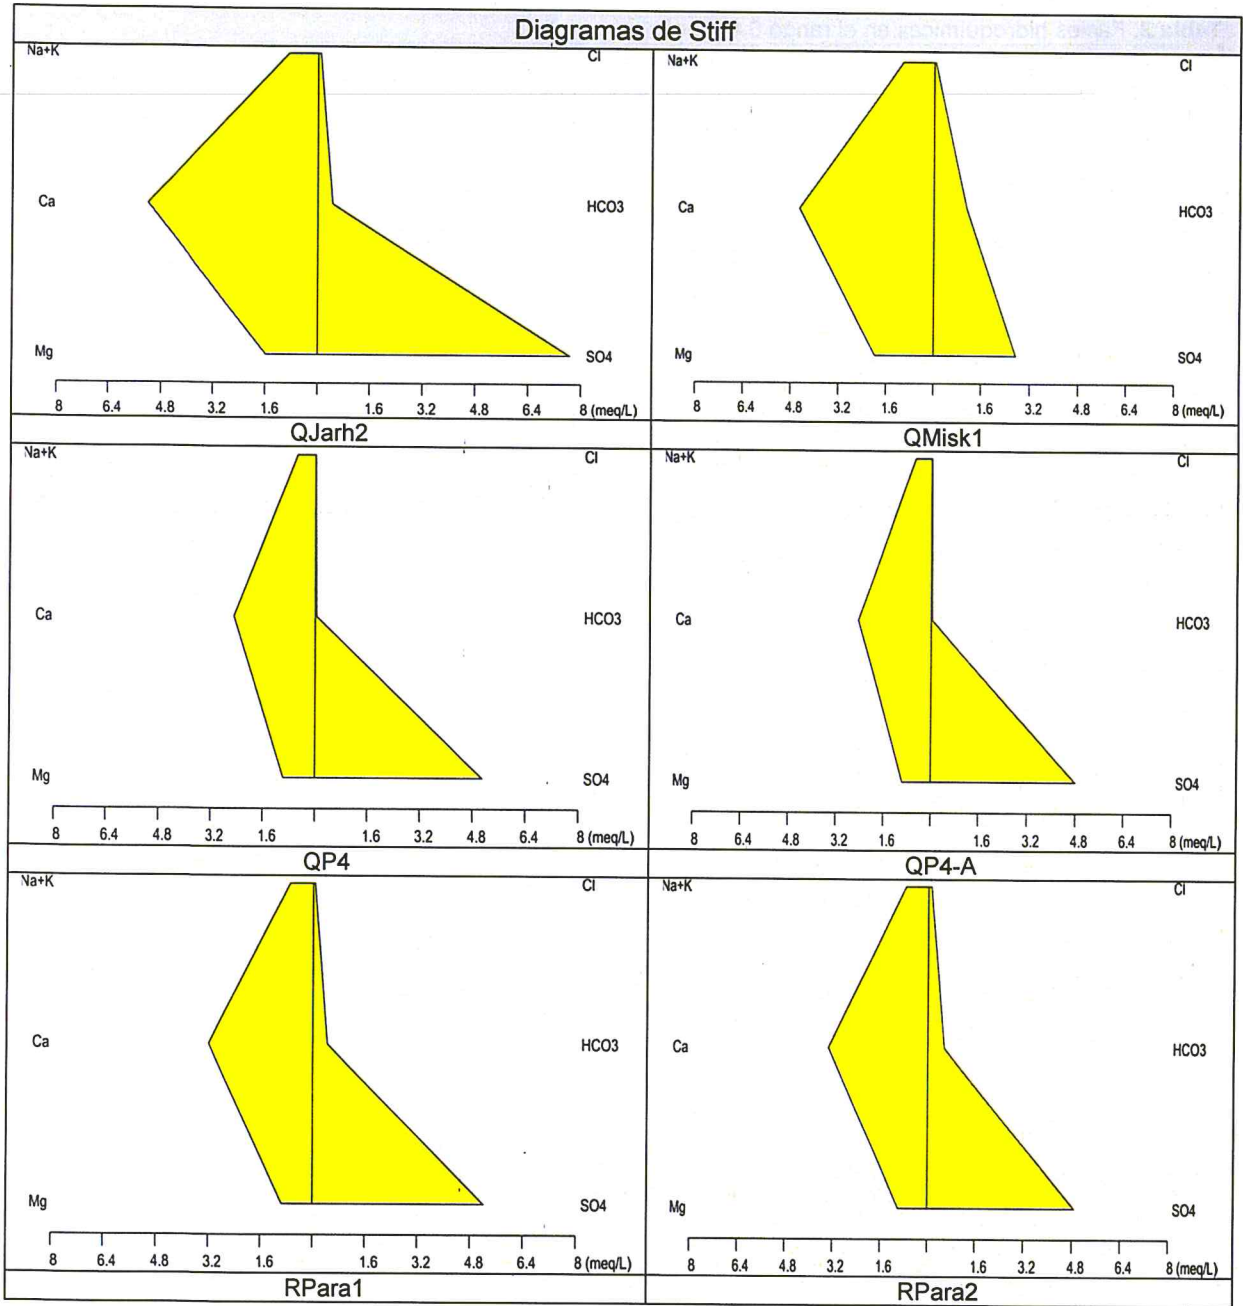 Diagramas de Stiff
Na+K Cl
Ca HCO3
Mg SO4
8 6.4 4.8 3.2 1.6 1.6 3.2 4.8 6.4 8 (meq/L)
QJarh2
Na+K Cl
Ca HCO3
Mg SO4
8 6.4 4.8 3.2 1.6 1.6 3.2 4.8 6.4 8 (meq/L)
QMisk1
Na+K Cl
Ca HCO3
Mg SO4
8 6.4 4.8 3.2 1.6 1.6 3.2 4.8 6.4 8 (meq/L)
QP4
Na+K Cl
Ca HCO3
Mg SO4
8 6.4 4.8 3.2 1.6 1.6 3.2 4.8 6.4 8 (meq/L)
QP4-A
Na+K Cl
Ca HCO3
Mg SO4
8 6.4 4.8 3.2 1.6 1.6 3.2 4.8 6.4 8 (meq/L)
RPara1
Na+K Cl
Ca HCO3
Mg SO4
8 6.4 4.8 3.2 1.6 1.6 3.2 4.8 6.4 8 (meq/L)
RPara2